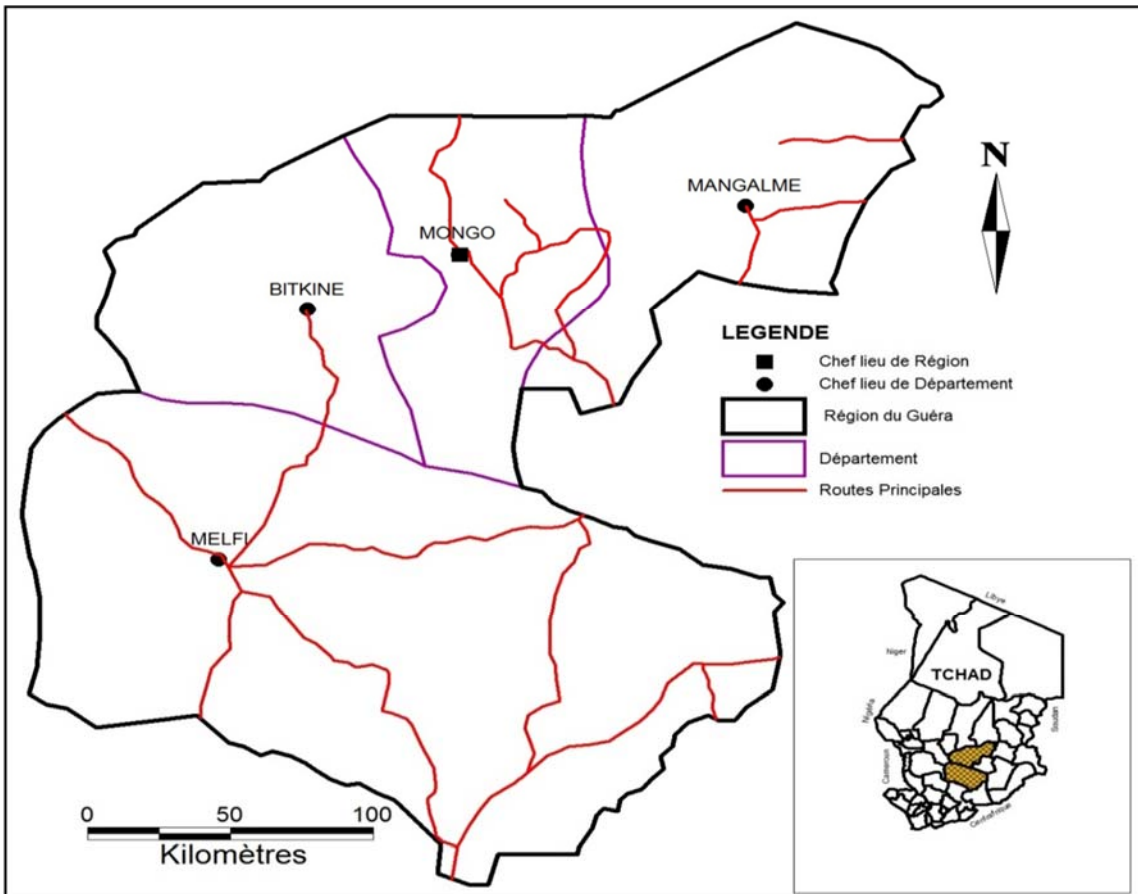 N
MANGALME
MONGO
BITKINE
MELFI
LEGENDE
Chef lieu de Région
Chef lieu de Département
Région du Guéra
Département
Routes Principales
0 50 100
Kilomètres
Libye
Niger
TCHAD
Nigéria
Soudan
Cameroun
Centrafrique